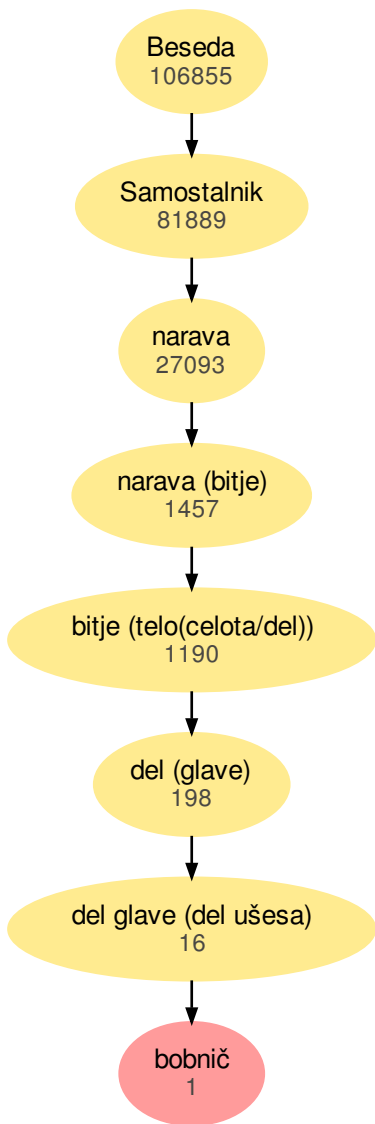 Beseda
106855
Samostalnik
81889
narava
27093
narava (bitje)
1457
bitje (telo(celota/del))
1190
del (glave)
198
del glave (del ušesa)
16
bobnič
1